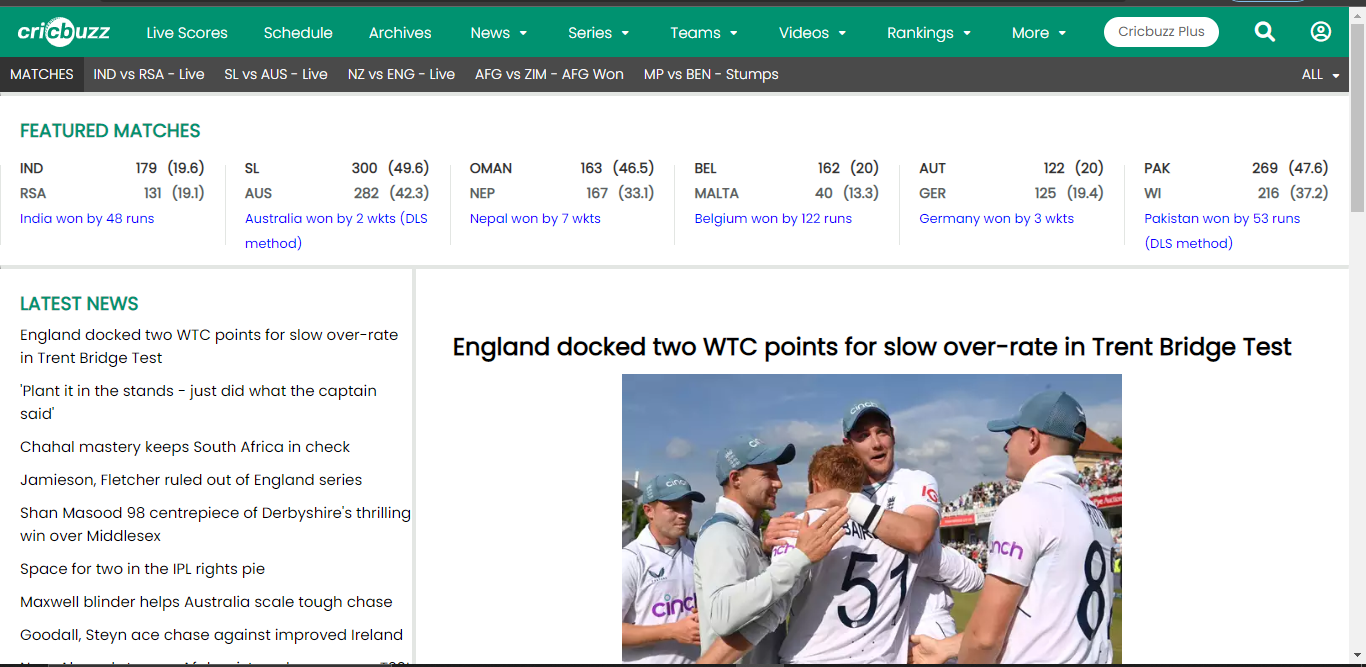 cricbuzz Live Scores Schedule Archives News Series Teams Videos Rankings More Cricbuzz Plus
MATCHES IND vs RSA - Live SL vs AUS - Live NZ vs ENG - Live AFG vs ZIM - AFG Won MP vs BEN - Stumps ALL
FEATURED MATCHES
IND 179 (19.6)
RSA 131 (19.1)
India won by 48 runs
SL 300 (49.6)
AUS 282 (42.3)
Australia won by 2 wkts (DLS
method)
OMAN 163 (46.5)
NEP 167 (33.1)
Nepal won by 7 wkts
BEL 162 (20)
MALTA 40 (13.3)
Belgium won by 122 runs
AUT 122 (20)
GER 125 (19.4)
Germany won by 3 wkts
PAK 269 (47.6)
WI 216 (37.2)
Pakistan won by 53 runs
(DLS method)
LATEST NEWS
England docked two WTC points for slow over-rate
in Trent Bridge Test
'Plant it in the stands - just did what the captain
said'
Chahal mastery keeps South Africa in check
Jamieson, Fletcher ruled out of England series
Shan Masood 98 centrepiece of Derbyshire's thrilling
win over Middlesex
Space for two in the IPL rights pie
Maxwell blinder helps Australia scale tough chase
Goodall, Steyn ace chase against improved Ireland
England docked two WTC points for slow over-rate in Trent Bridge Test
cinch
cinch
IG
BAIR
51
cinch
nch
8